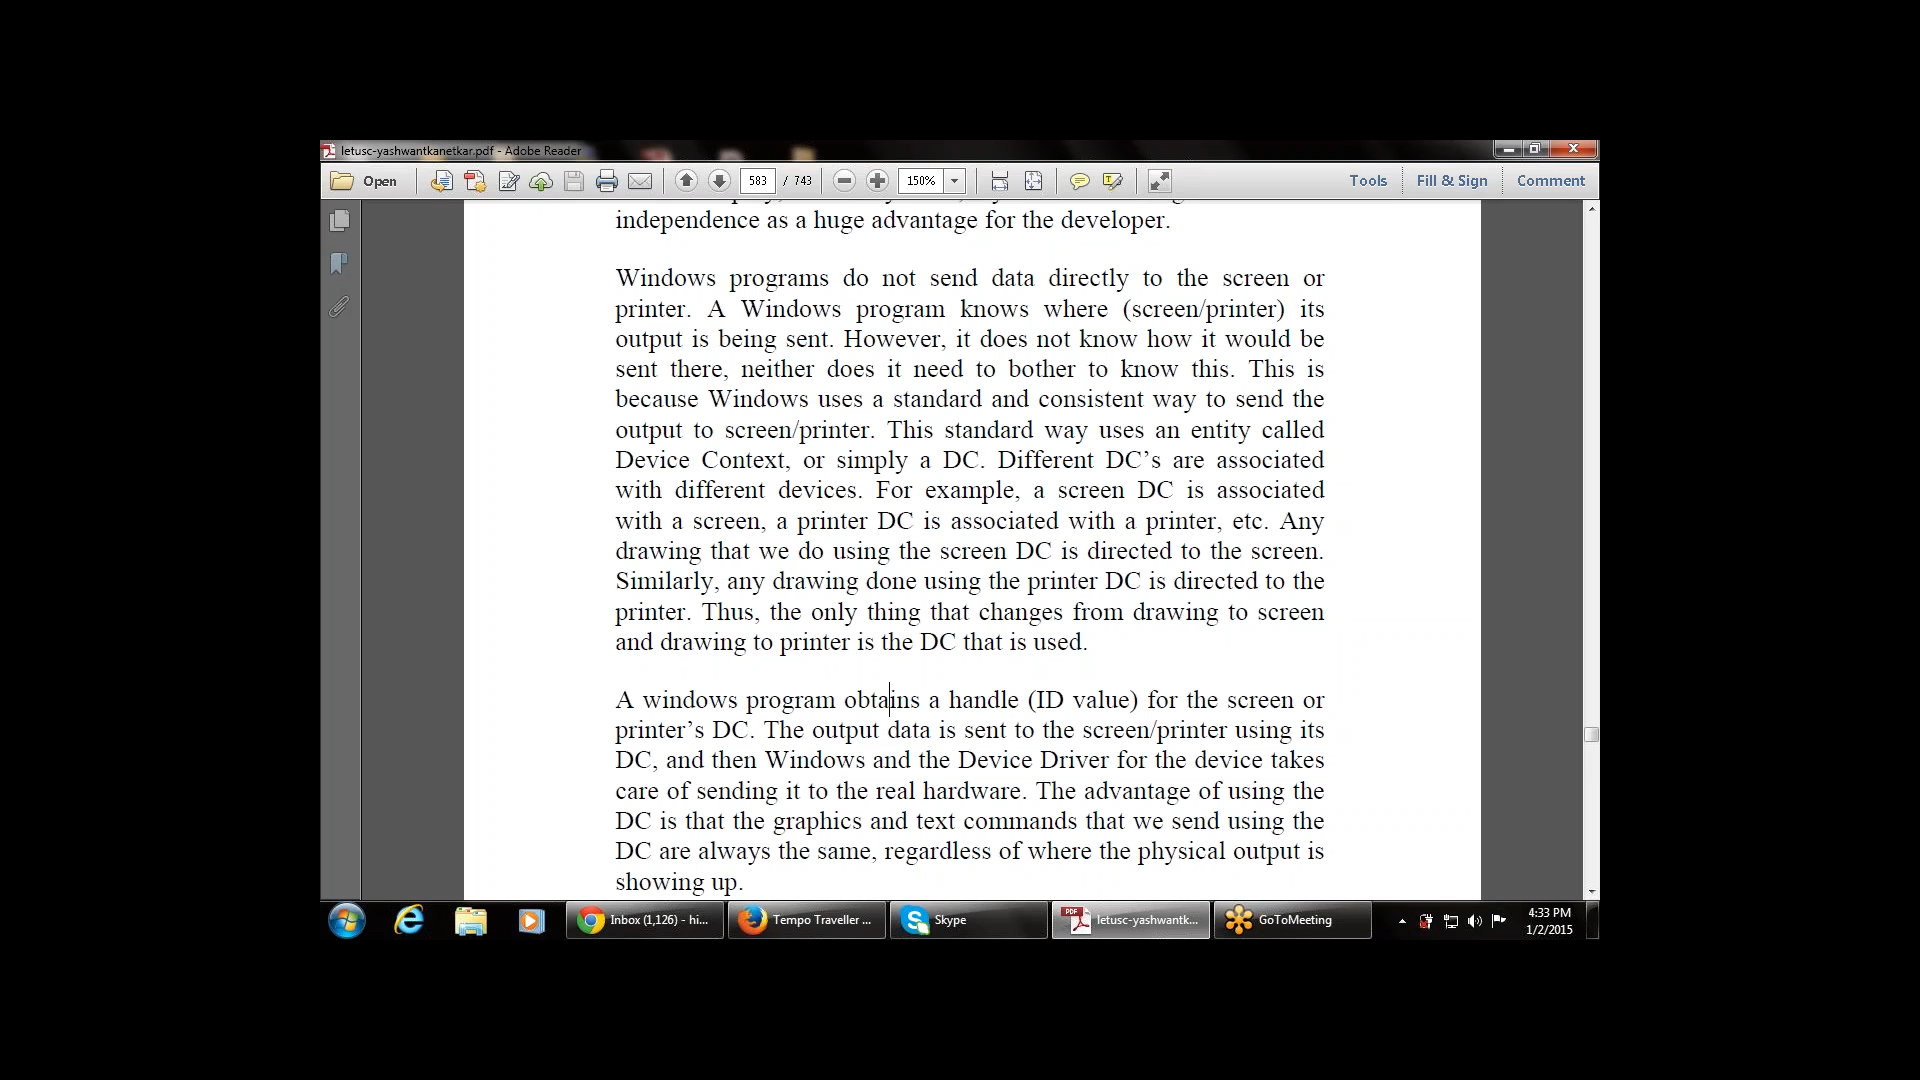 letusc-yashwantkanetkar.pdf - Adobe Reader
Open
583 / 743
150%
Tools
Fill & Sign
Comment
independence as a huge advantage for the developer.
Windows programs do not send data directly to the screen or
printer. A Windows program knows where (screen/printer) its
output is being sent. However, it does not know how it would be
sent there, neither does it need to bother to know this. This is
because Windows uses a standard and consistent way to send the
output to screen/printer. This standard way uses an entity called
Device Context, or simply a DC. Different DC’s are associated
with different devices. For example, a screen DC is associated
with a screen, a printer DC is associated with a printer, etc. Any
drawing that we do using the screen DC is directed to the screen.
Similarly, any drawing done using the printer DC is directed to the
printer. Thus, the only thing that changes from drawing to screen
and drawing to printer is the DC that is used.
A windows program obtains a handle (ID value) for the screen or
printer’s DC. The output data is sent to the screen/printer using its
DC, and then Windows and the Device Driver for the device takes
care of sending it to the real hardware. The advantage of using the
DC is that the graphics and text commands that we send using the
DC are always the same, regardless of where the physical output is
showing up.
Inbox (1,126) - hi...
Tempo Traveller ...
Skype
PDF
letusc-yashwantk...
GoToMeeting
4:33 PM
1/2/2015